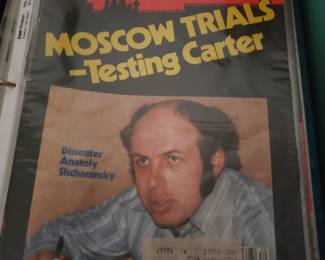 MOSCOW TRIALS
–Testing Carter
Dissenter
Anatoly
Shcharansky